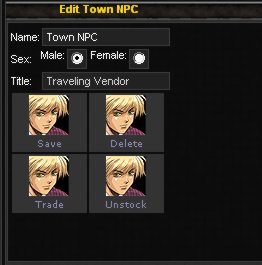 Edit Town NPC
Name: Town NPC
Sex: Male: Female:
Title: Traveling Vendor
Save Delete
Trade Unstock